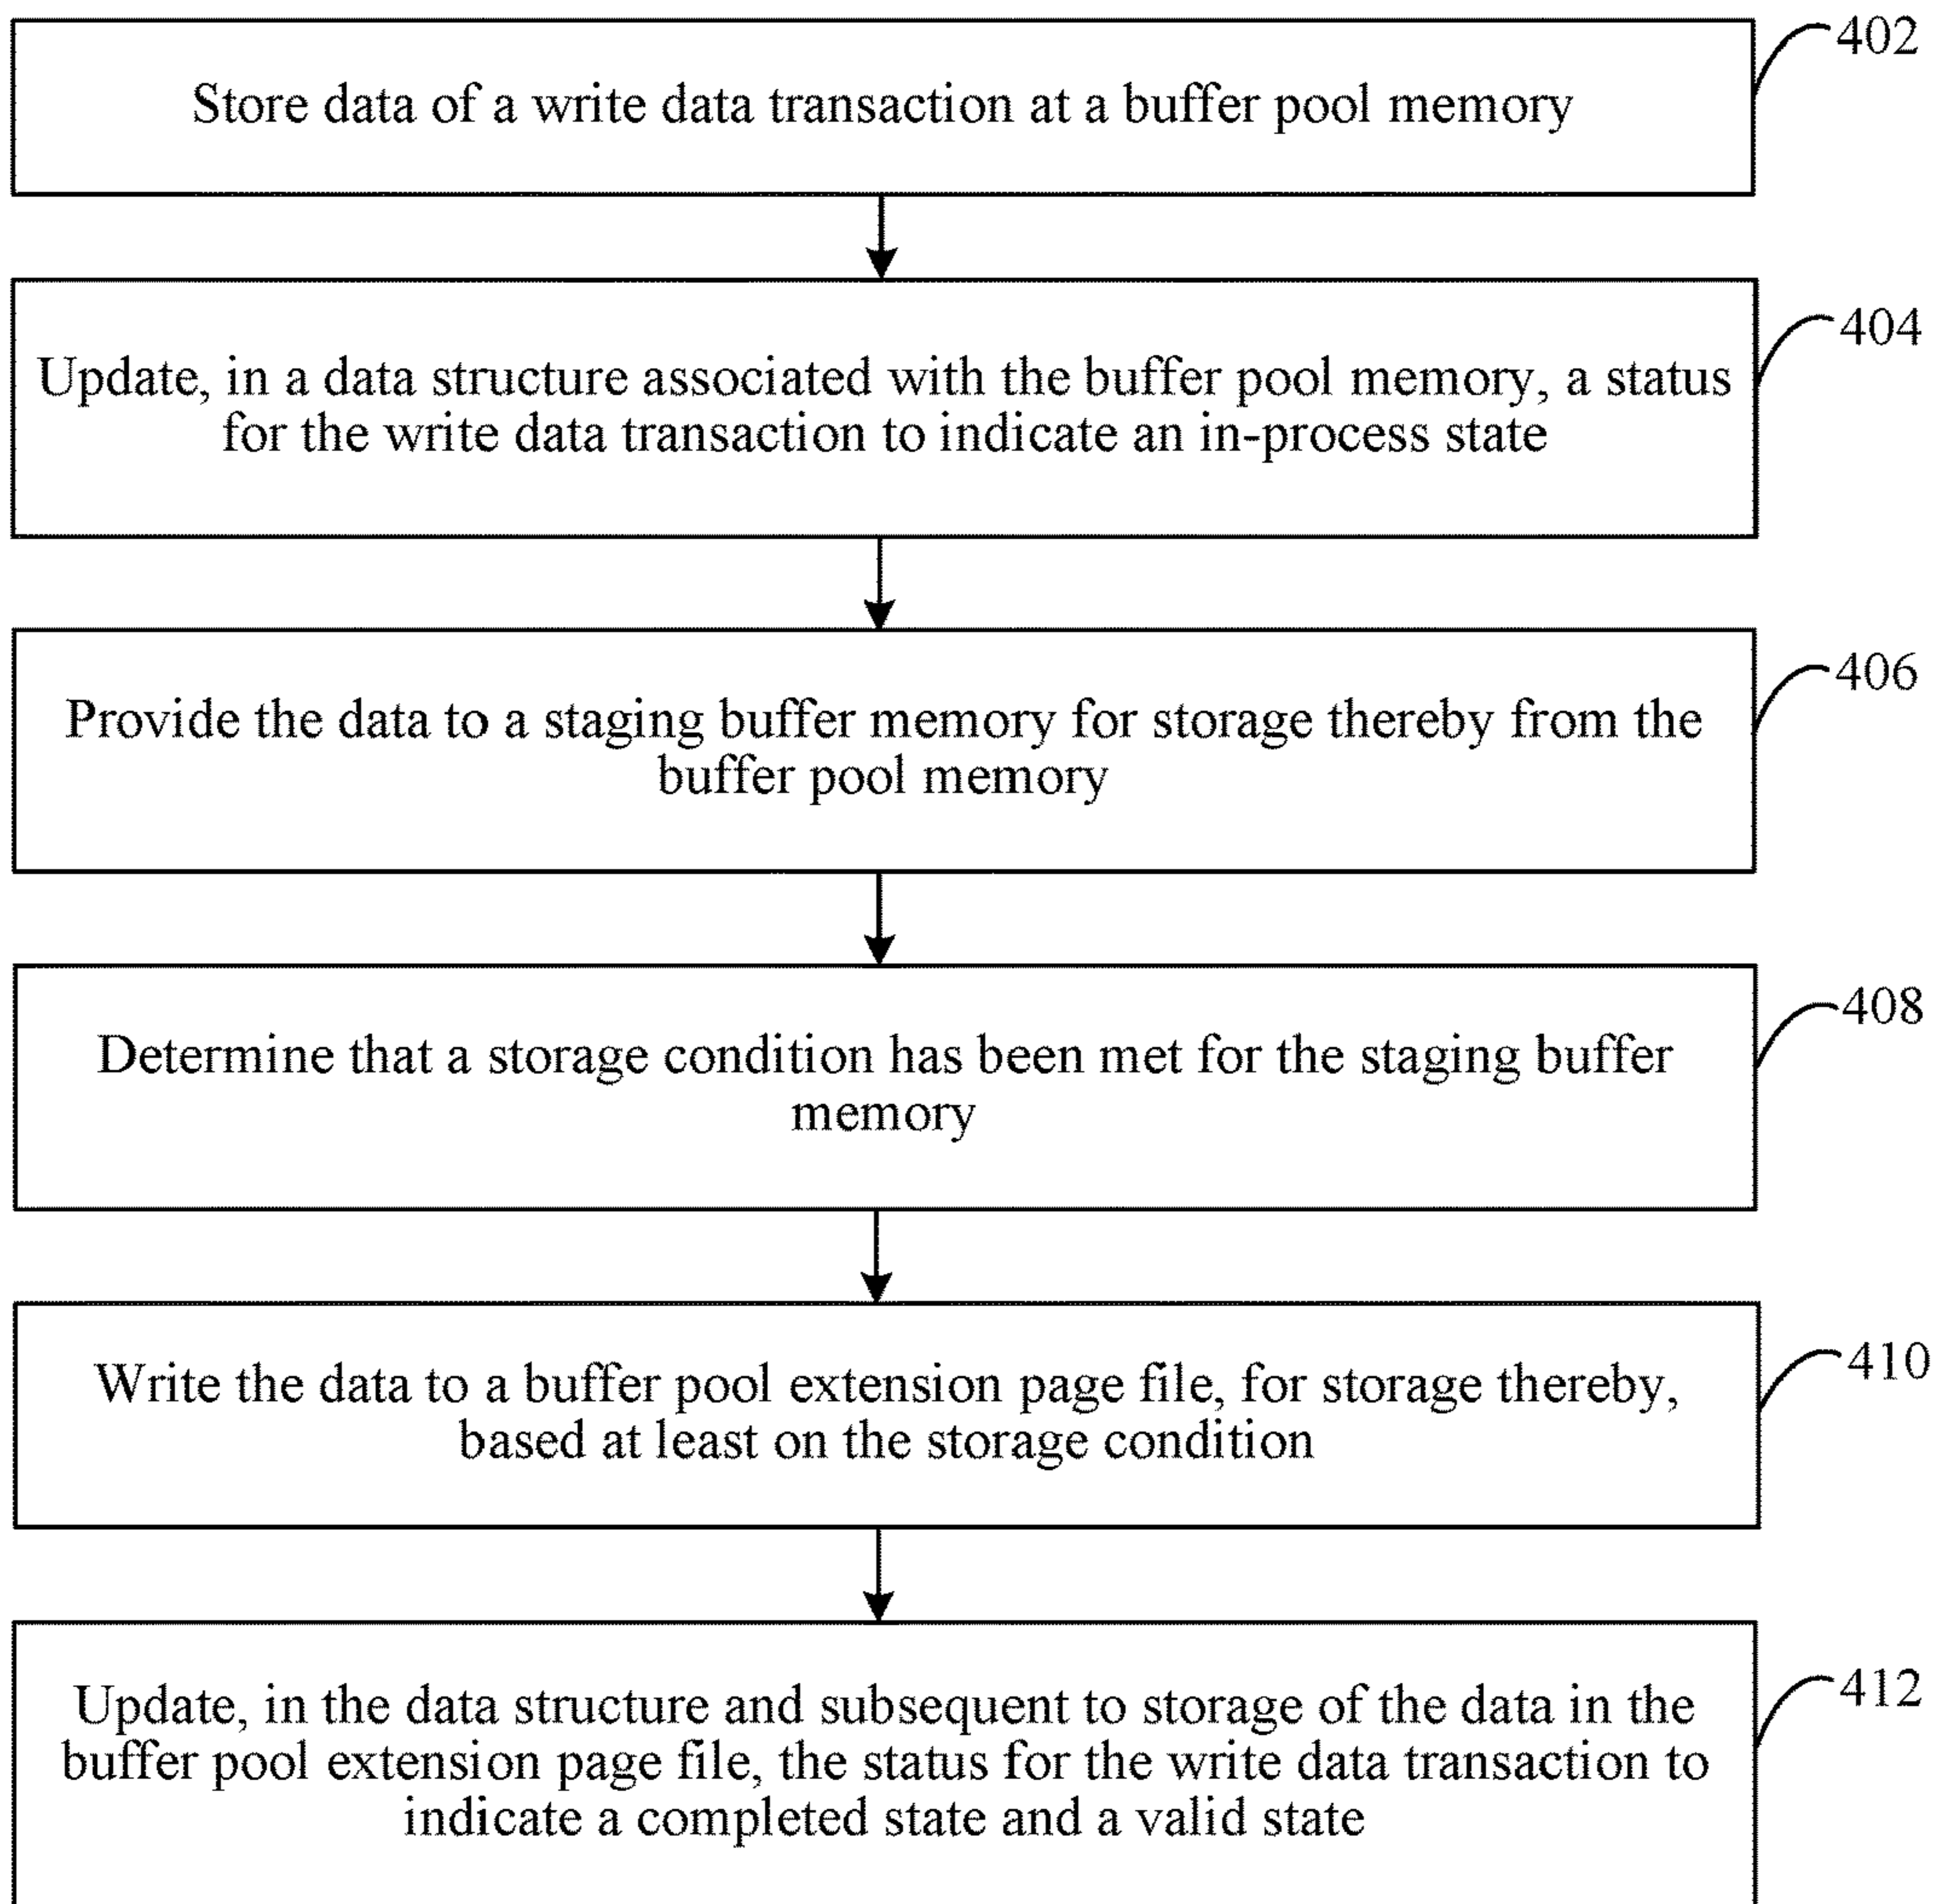 402
Store data of a write data transaction at a buffer pool memory
404
Update, in a data structure associated with the buffer pool memory, a status
for the write data transaction to indicate an in-process state
406
Provide the data to a staging buffer memory for storage thereby from the
buffer pool memory
408
Determine that a storage condition has been met for the staging buffer
memory
410
Write the data to a buffer pool extension page file, for storage thereby,
based at least on the storage condition
412
Update, in the data structure and subsequent to storage of the data in the
buffer pool extension page file, the status for the write data transaction to
indicate a completed state and a valid state